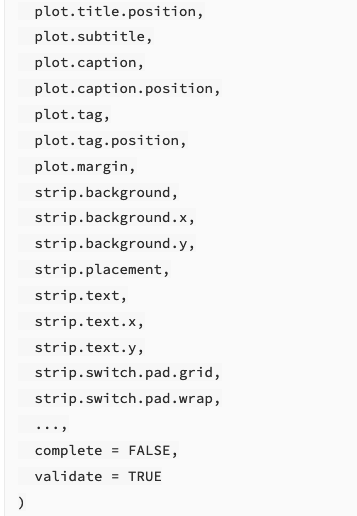 plot.title.position,
plot.subtitle,
plot.caption,
plot.caption.position,
plot.tag,
plot.tag.position,
plot.margin,
strip.background,
strip.background.x,
strip.background.y,
strip.placement,
strip.text,
strip.text.x,
strip.text.y,
strip.switch.pad.grid,
strip.switch.pad.wrap,
...,
complete = FALSE,
validate = TRUE
)